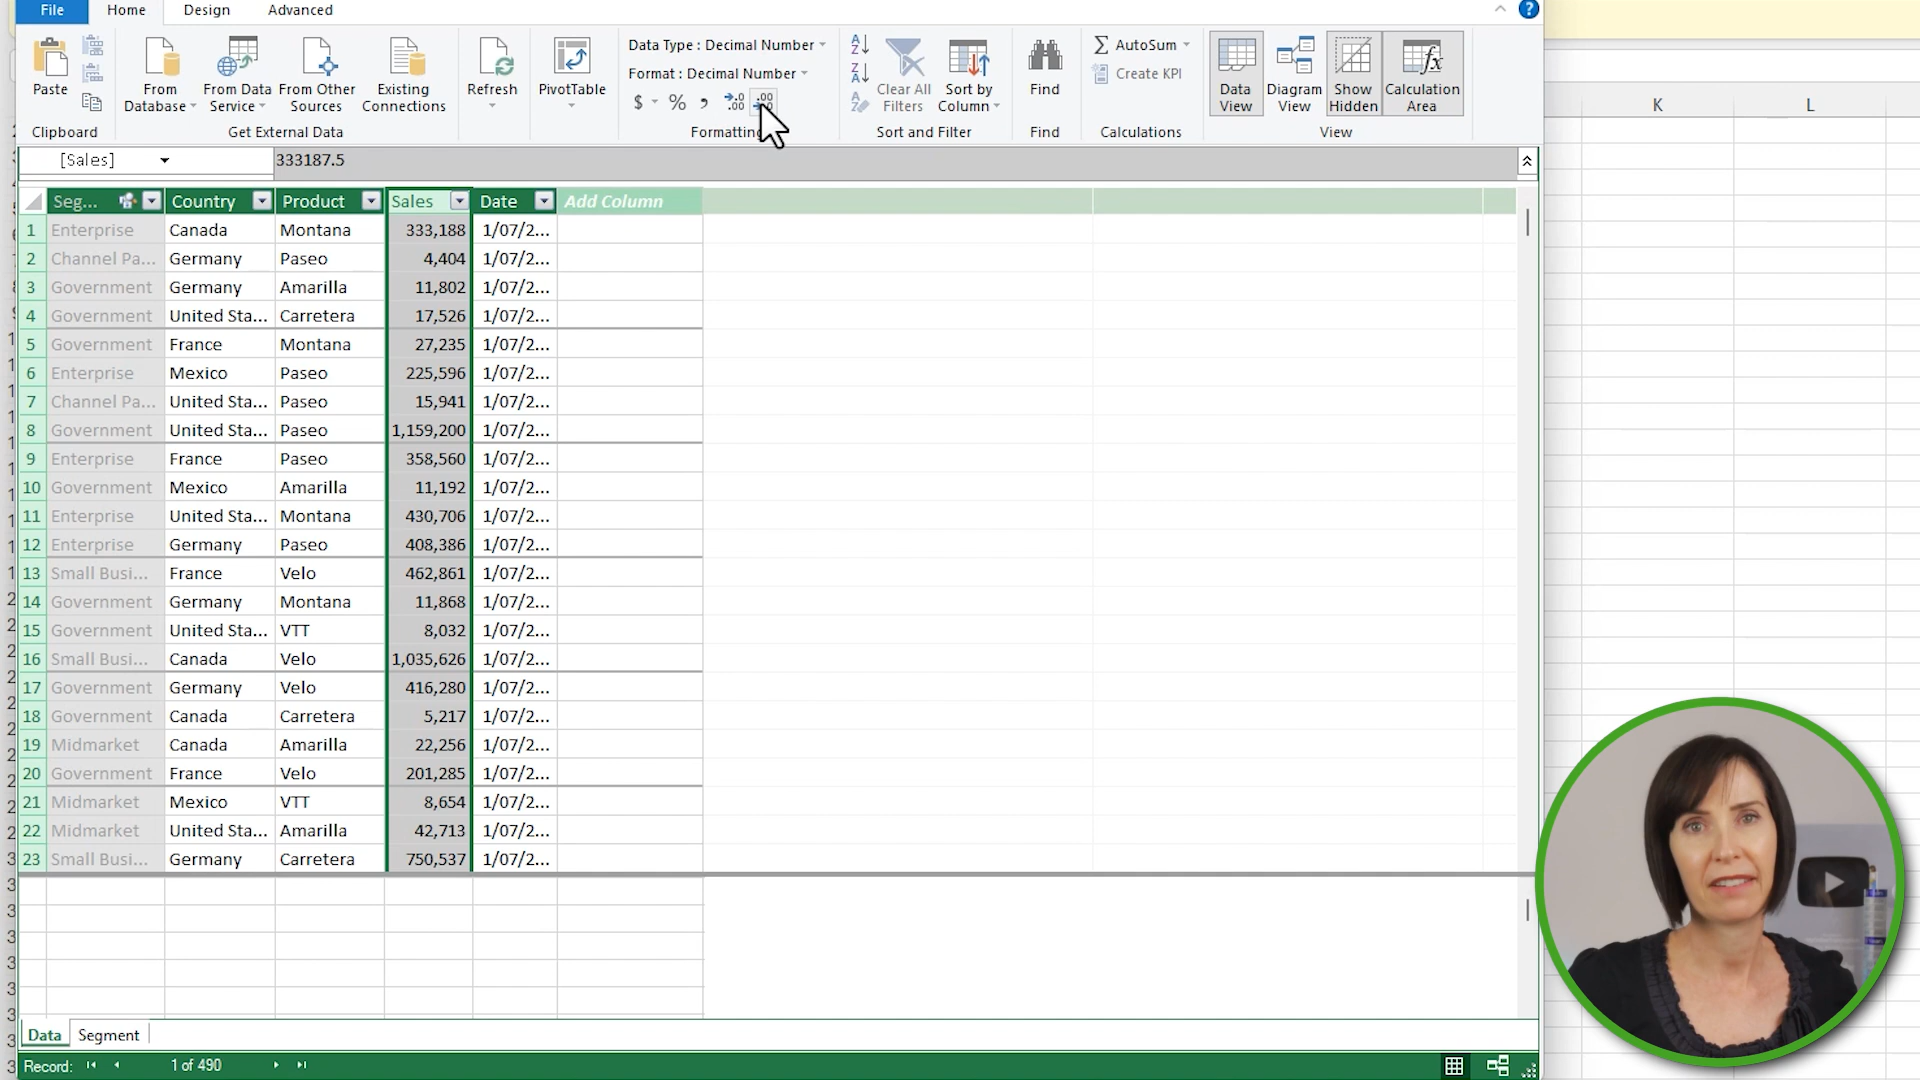 File Home Design Advanced
Paste
Clipboard
From Database
From Data Service
From Other Sources
Existing Connections
Get External Data
Refresh
PivotTable
Data Type : Decimal Number
Format : Decimal Number
$ % , .00 .00
Formatting
Clear All Filters
Sort by Column
Sort and Filter
Find
Find
AutoSum
Create KPI
Calculations
Data View
Diagram View
Show Hidden
Calculation Area
View
K L
[Sales] 333187.5
Seg... Country Product Sales Date Add Column
1 Enterprise Canada Montana 333,188 1/07/2...
2 Channel Pa... Germany Paseo 4,404 1/07/2...
3 Government Germany Amarilla 11,802 1/07/2...
4 Government United Sta... Carretera 17,526 1/07/2...
5 Government France Montana 27,235 1/07/2...
6 Enterprise Mexico Paseo 225,596 1/07/2...
7 Channel Pa... United Sta... Paseo 15,941 1/07/2...
8 Government United Sta... Paseo 1,159,200 1/07/2...
9 Enterprise France Paseo 358,560 1/07/2...
10 Government Mexico Amarilla 11,192 1/07/2...
11 Enterprise United Sta... Montana 430,706 1/07/2...
12 Enterprise Germany Paseo 408,386 1/07/2...
13 Small Busi... France Velo 462,861 1/07/2...
14 Government Germany Montana 11,868 1/07/2...
15 Government United Sta... VTT 8,032 1/07/2...
16 Small Busi... Canada Velo 1,035,626 1/07/2...
17 Government Germany Velo 416,280 1/07/2...
18 Government Canada Carretera 5,217 1/07/2...
19 Midmarket Canada Amarilla 22,256 1/07/2...
20 Government France Velo 201,285 1/07/2...
21 Midmarket Mexico VTT 8,654 1/07/2...
22 Midmarket United Sta... Amarilla 42,713 1/07/2...
23 Small Busi... Germany Carretera 750,537 1/07/2...
Data Segment
Record: 1 of 490